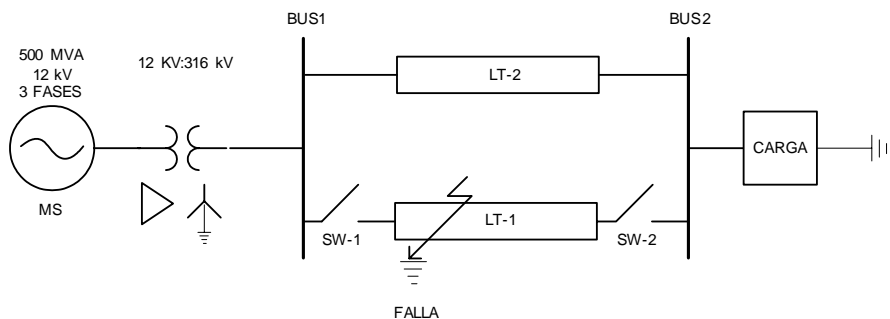 BUS1
BUS2
500 MVA
12 kV
3 FASES
12 KV:316 kV
LT-2
CARGA
MS
LT-1
SW-1
SW-2
FALLA